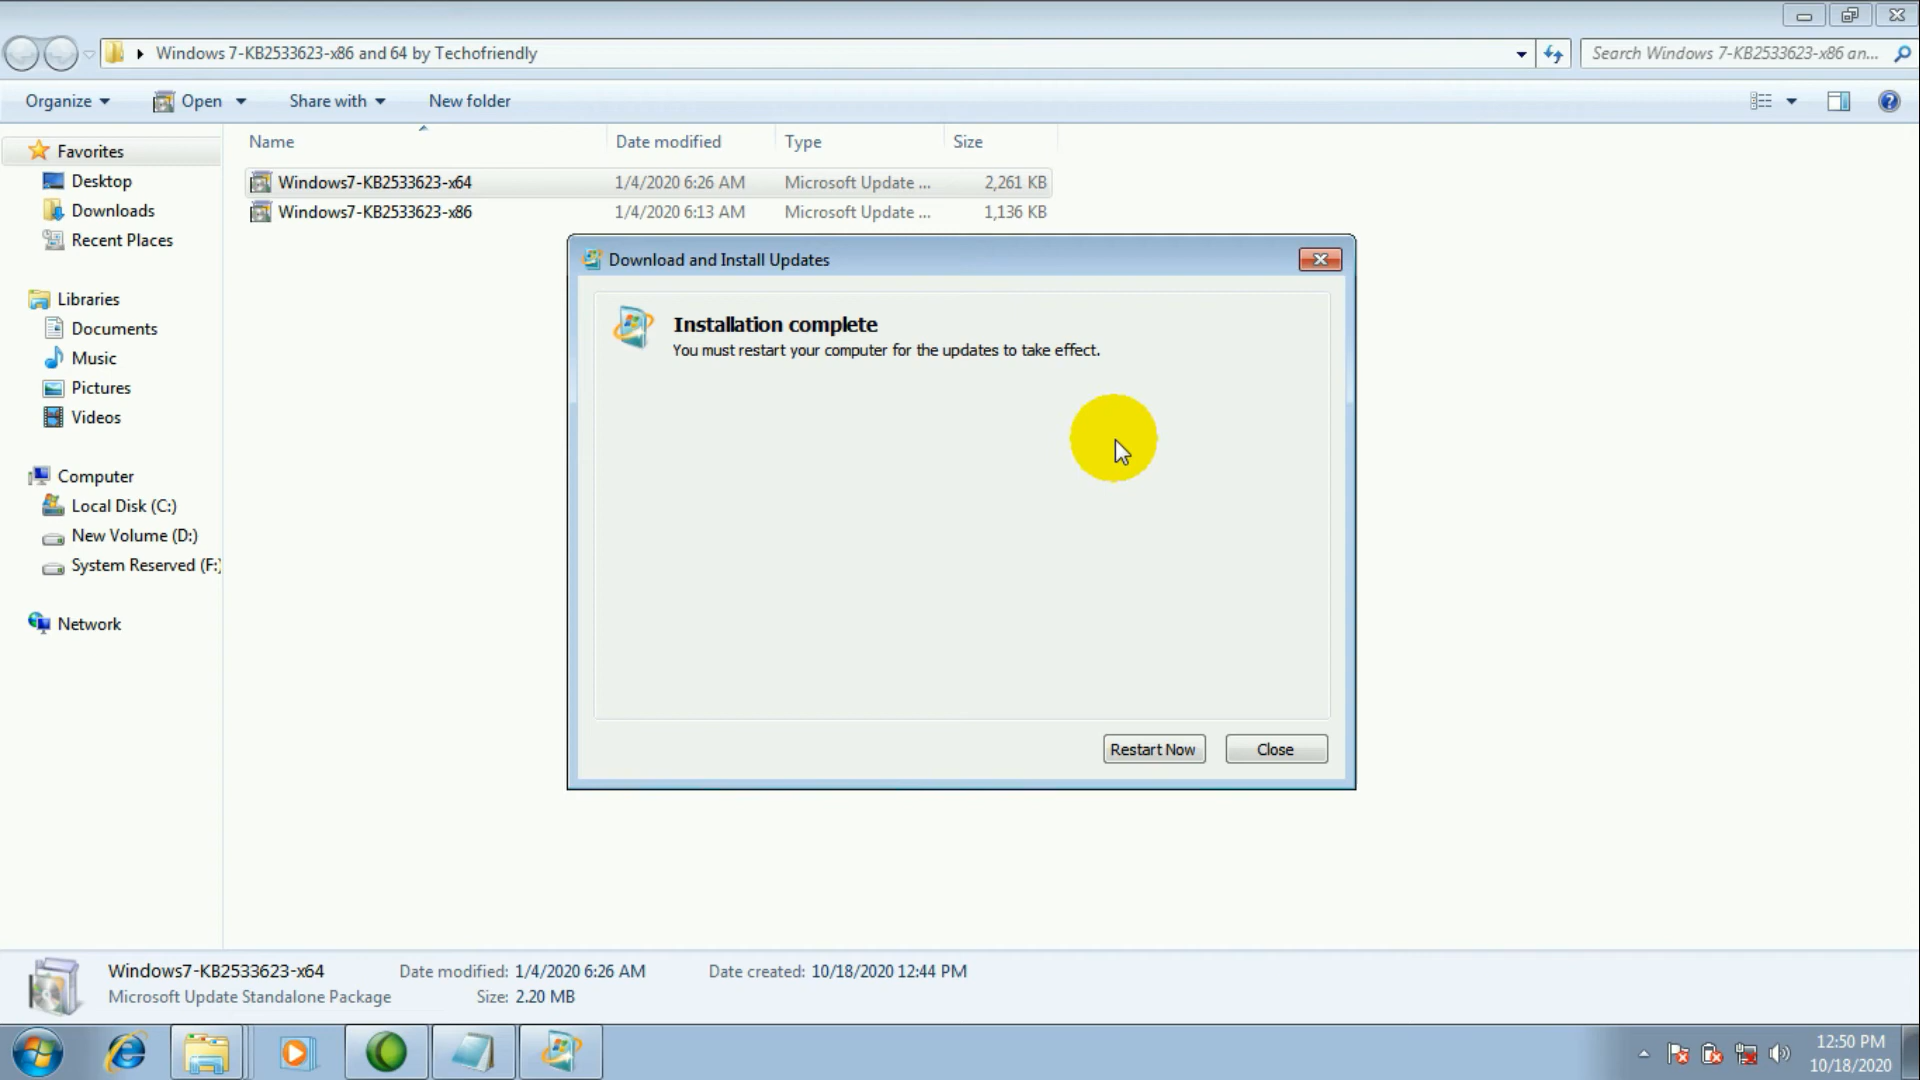 Windows 7-KB2533623-x86 and 64 by Techofriendly
Search Windows 7-KB2533623-x86 an...
Organize Open Share with New folder
Name Date modified Type Size
Windows7-KB2533623-x64 1/4/2020 6:26 AM Microsoft Update ... 2,261 KB
Windows7-KB2533623-x86 1/4/2020 6:13 AM Microsoft Update ... 1,136 KB
Favorites
Desktop
Downloads
Recent Places
Libraries
Documents
Music
Pictures
Videos
Computer
Local Disk (C:)
New Volume (D:)
System Reserved (F:)
Network
Download and Install Updates
Installation complete
You must restart your computer for the updates to take effect.
Restart Now
Close
Windows7-KB2533623-x64 Date modified: 1/4/2020 6:26 AM Date created: 10/18/2020 12:44 PM
Microsoft Update Standalone Package Size: 2.20 MB
12:50 PM
10/18/2020